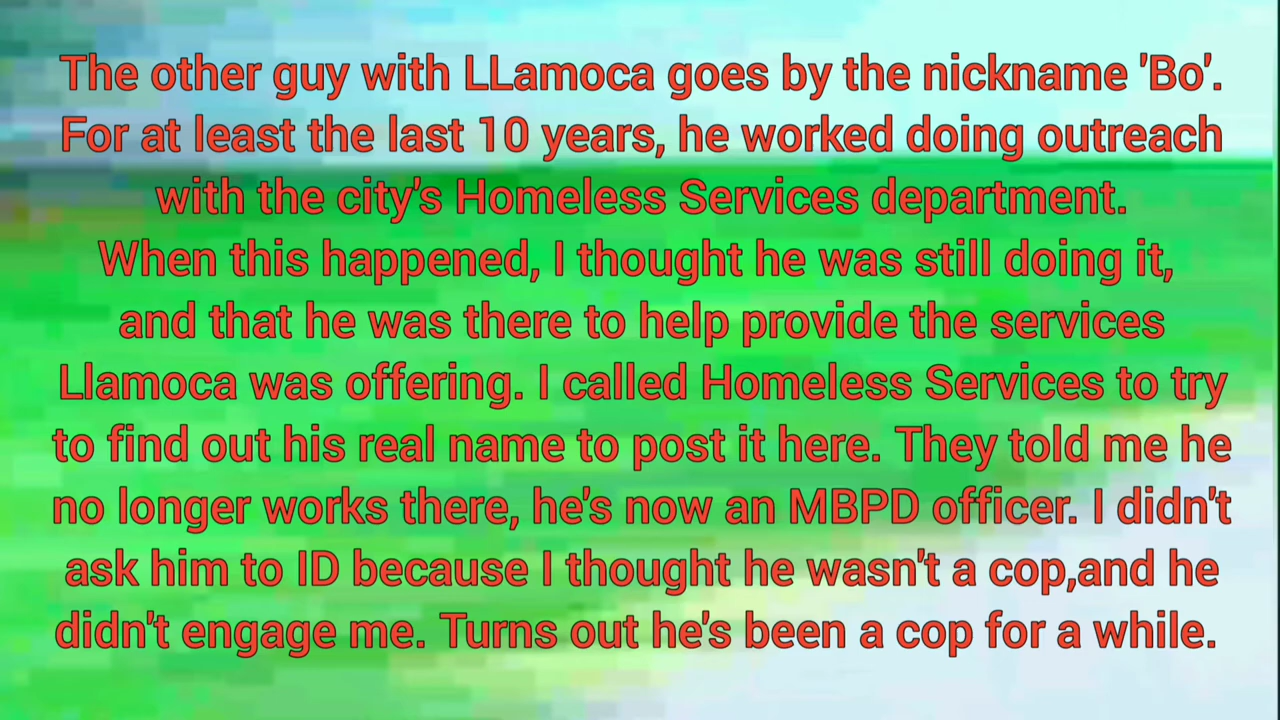 The other guy with LLamoca goes by the nickname 'Bo'.
For at least the last 10 years, he worked doing outreach
with the city's Homeless Services department.
When this happened, I thought he was still doing it,
and that he was there to help provide the services
Llamoca was offering. I called Homeless Services to try
to find out his real name to post it here. They told me he
no longer works there, he's now an MBPD officer. I didn't
ask him to ID because I thought he wasn't a cop,and he
didn't engage me. Turns out he's been a cop for a while.